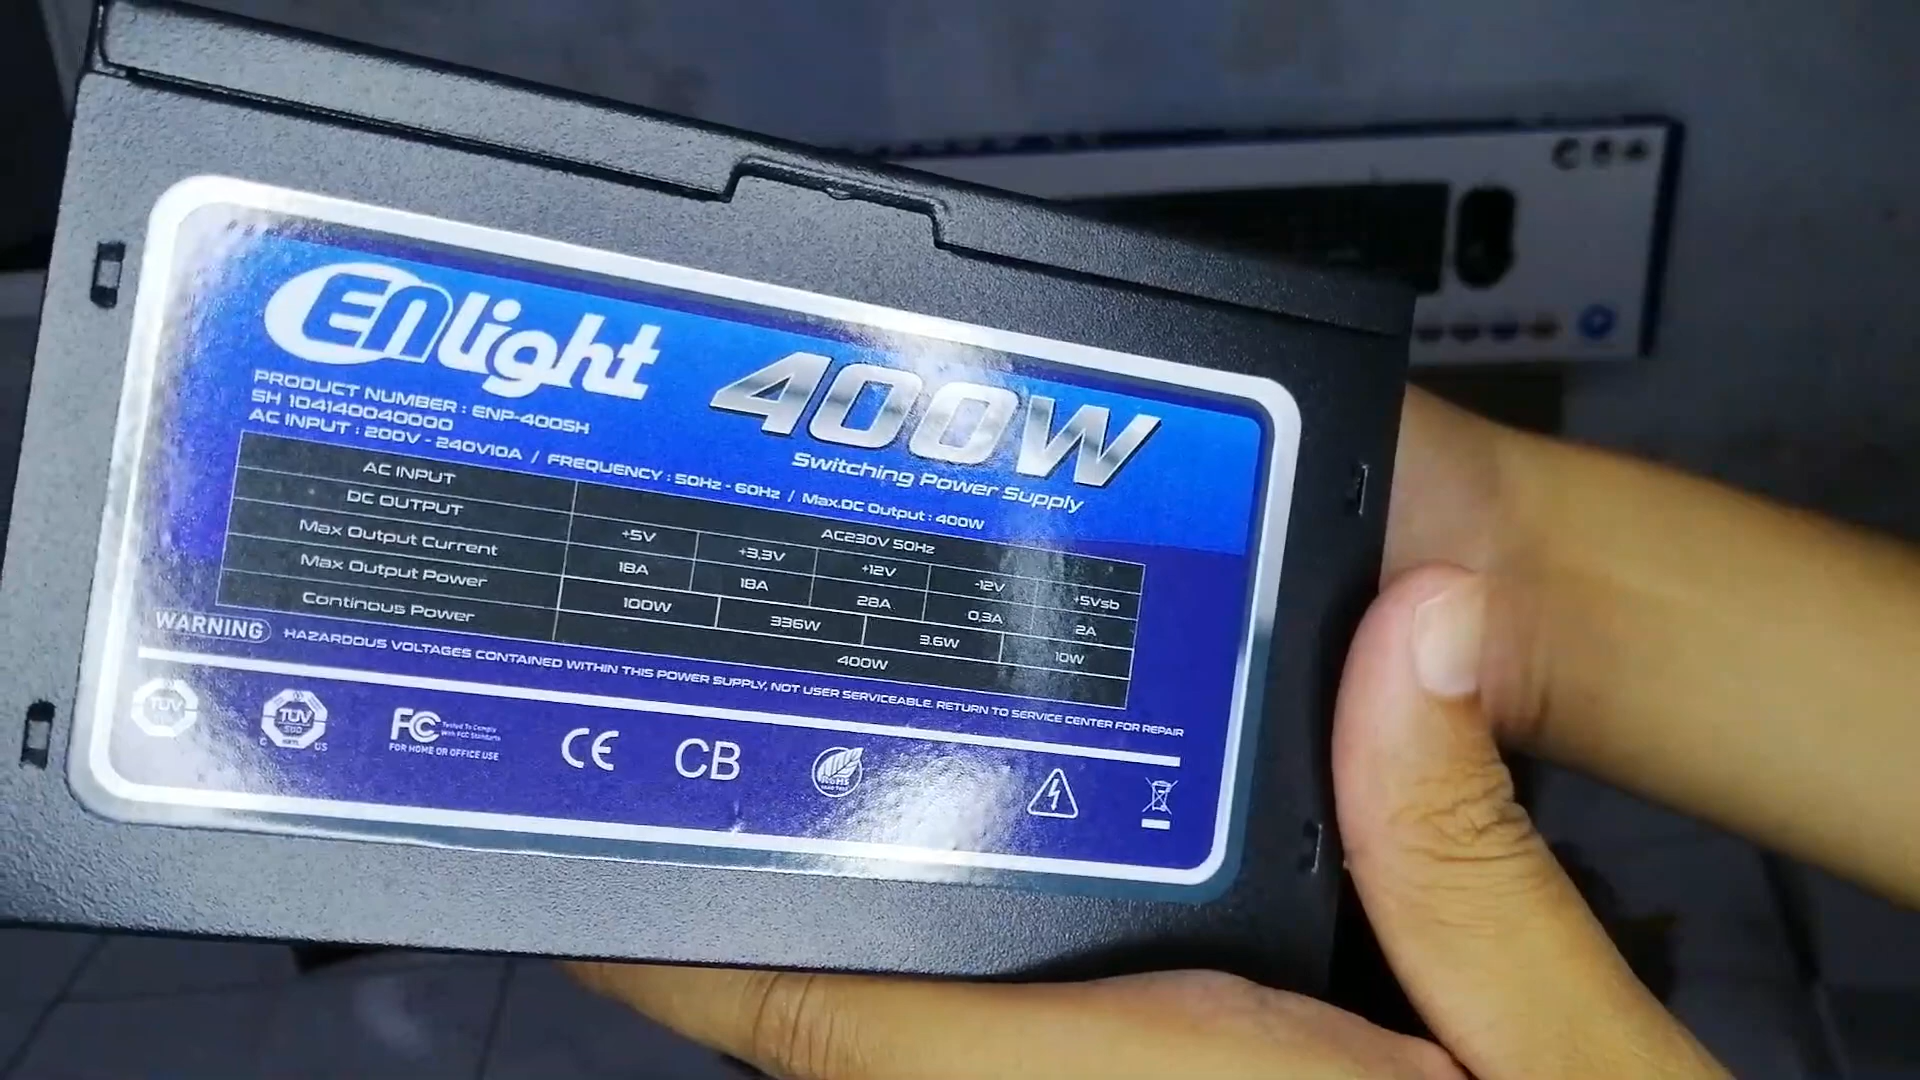 Enlight
400W
Switching Power Supply
PRODUCT NUMBER : ENP-400SH
SH 104140040000
AC INPUT : 200V - 240V10A / FREQUENCY : 50Hz - 60Hz / Max.DC Output : 400W
AC INPUT AC230V 50Hz
DC OUTPUT +5V +3,3V +12V -12V +5Vsb
Max Output Current 18A 18A 28A 0,3A 2A
Max Output Power 100W 336W 3.6W 10W
Continous Power 400W
WARNING HAZARDOUS VOLTAGES CONTAINED WITHIN THIS POWER SUPPLY, NOT USER SERVICEABLE. RETURN TO SERVICE CENTER FOR REPAIR
TUV
TUV
SUD
C US
FC Tested To Comply
With FCC Standards
FOR HOME OR OFFICE USE
CE
CB
RoHS